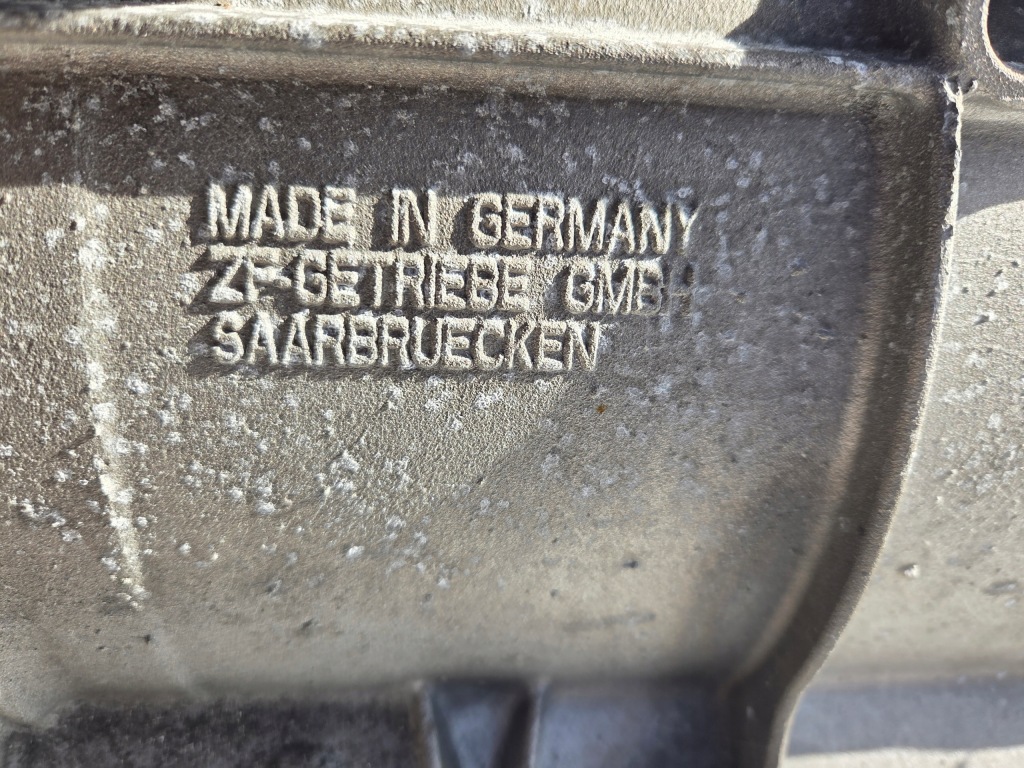 MADE IN GERMANY
ZF-GETRIEBE GMBH
SAARBRUECKEN